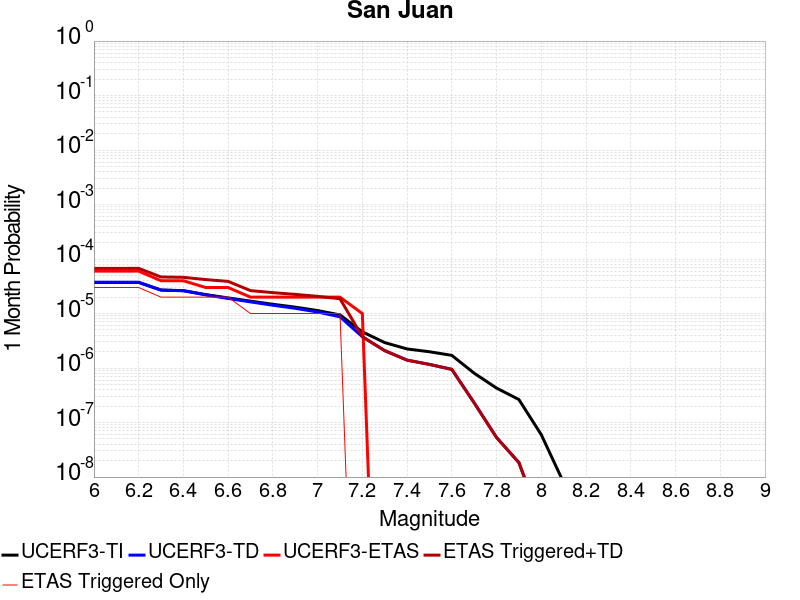 San Juan
1 Month Probability
10^0
10^-1
10^-2
10^-3
10^-4
10^-5
10^-6
10^-7
10^-8
6 6.2 6.4 6.6 6.8 7 7.2 7.4 7.6 7.8 8 8.2 8.4 8.6 8.8 9
Magnitude
UCERF3-TI UCERF3-TD UCERF3-ETAS ETAS Triggered+TD
ETAS Triggered Only